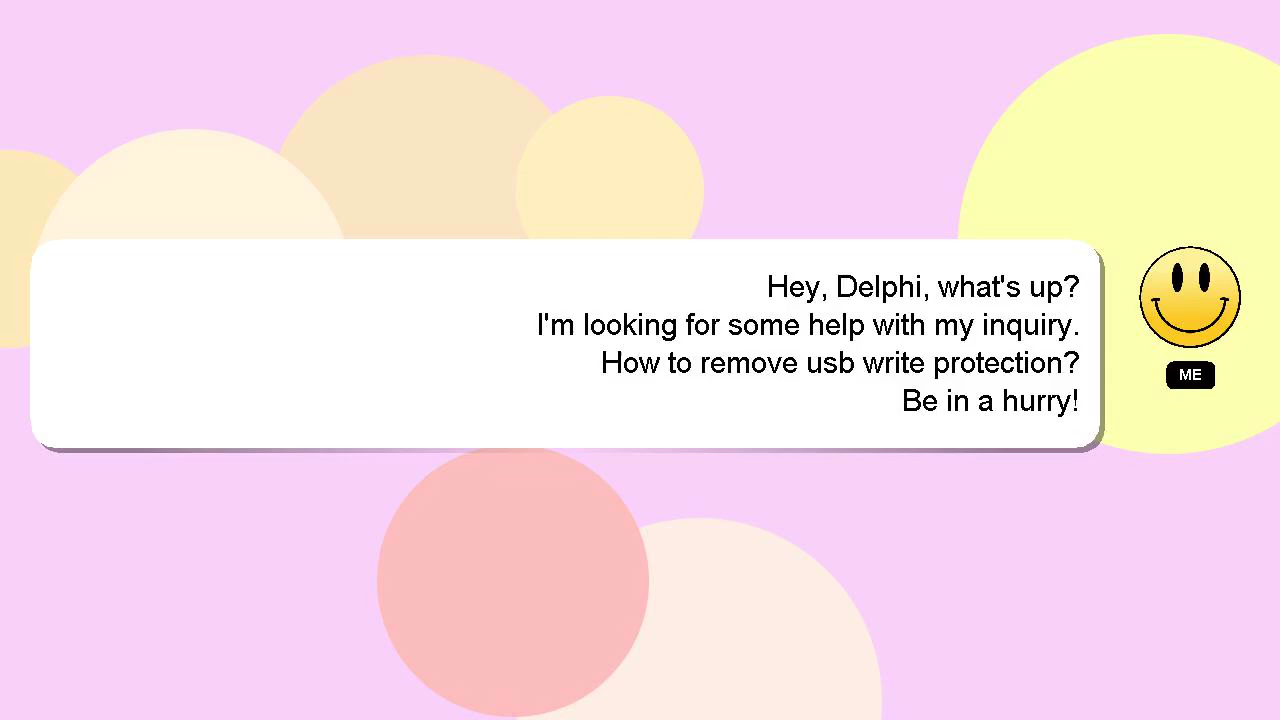 Hey, Delphi, what's up?
I'm looking for some help with my inquiry.
How to remove usb write protection?
Be in a hurry!
ME